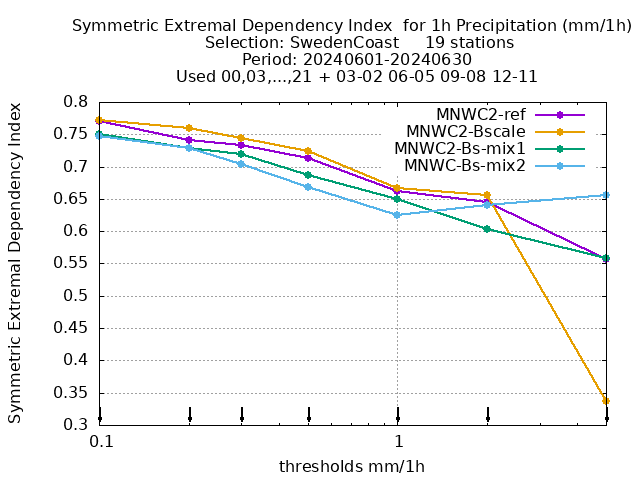 Symmetric Extremal Dependency Index  for 1h Precipitation (mm/1h)
Selection: SwedenCoast     19 stations
Period: 20240601-20240630
Used 00,03,...,21 + 03-02 06-05 09-08 12-11
Symmetric Extremal Dependency Index
0.8
0.75
0.7
0.65
0.6
0.55
0.5
0.45
0.4
0.35
0.3
MNWC2-ref
MNWC2-Bscale
MNWC2-Bs-mix1
MNWC-Bs-mix2
0.1
1
thresholds mm/1h